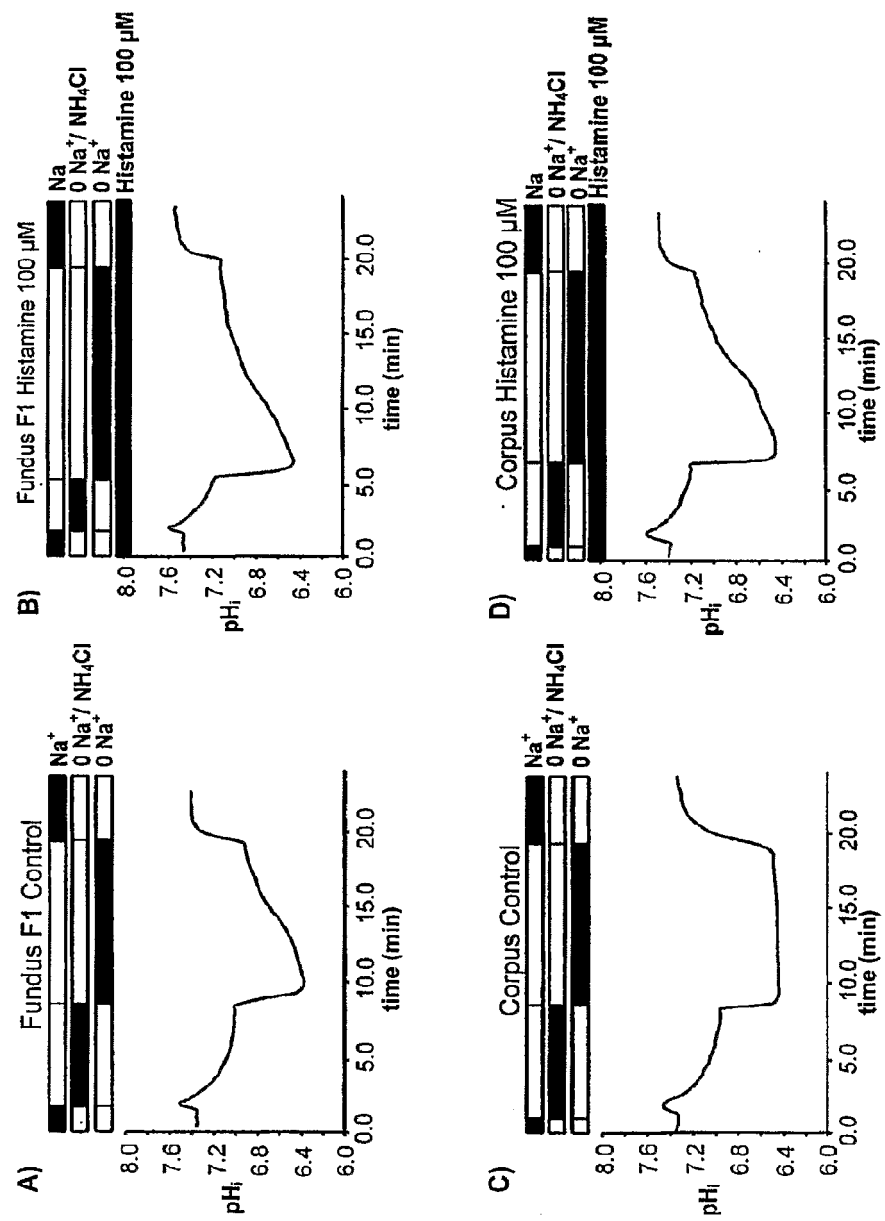 A)
Fundus F1 Control
Na⁺
0 Na⁺/ NH₄Cl
0 Na⁺
8.0
7.6
7.2
6.8
6.4
6.0
pHᵢ
0.0
5.0
10.0
15.0
20.0
time (min)
B)
Fundus F1 Histamine 100 µM
Na
0 Na⁺/ NH₄Cl
0 Na⁺
Histamine 100 µM
8.0
7.6
7.2
6.8
6.4
6.0
pHᵢ
0.0
5.0
10.0
15.0
20.0
time (min)
C)
Corpus Control
Na⁺
0 Na⁺/ NH₄Cl
0 Na⁺
8.0
7.6
7.2
6.8
6.4
6.0
pHᵢ
0.0
5.0
10.0
15.0
20.0
time (min)
D)
Corpus Histamine 100 µM
Na
0 Na⁺/ NH₄Cl
0 Na⁺
Histamine 100 µM
8.0
7.6
7.2
6.8
6.4
6.0
pHᵢ
0.0
5.0
10.0
15.0
20.0
time (min)